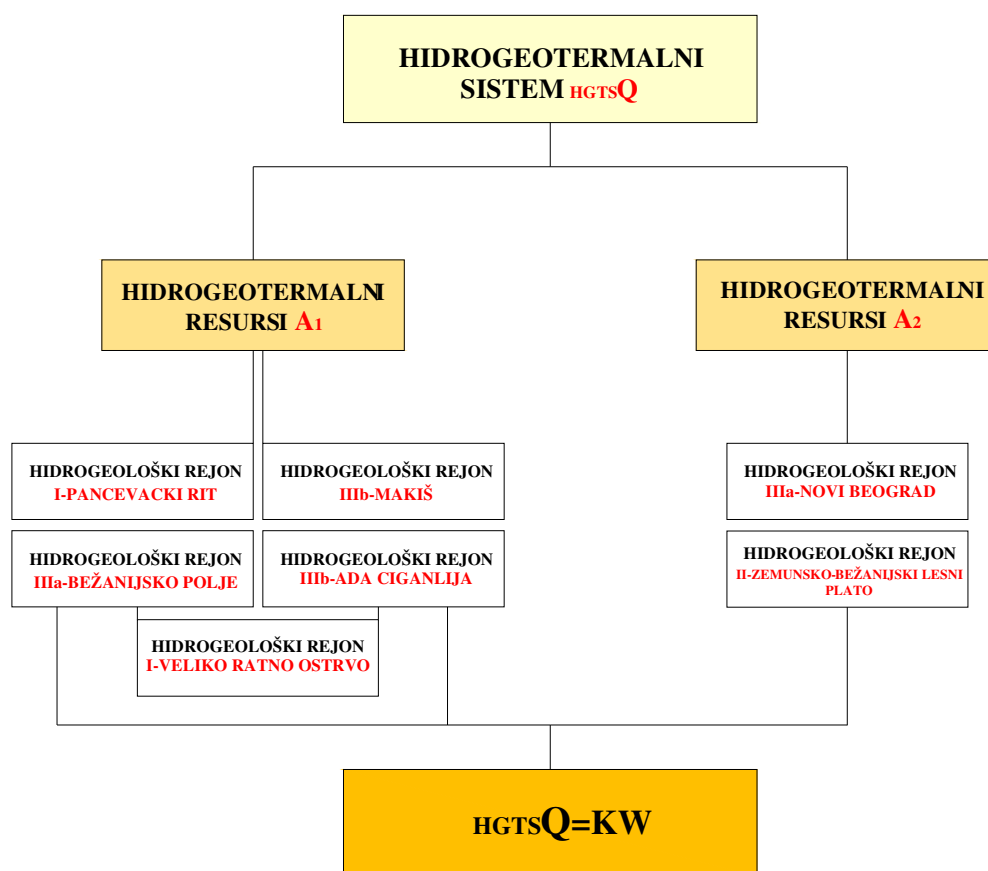 HIDROGEOTERMALNI
SISTEM HGTSQ
HIDROGEOTERMALNI
RESURSI A1
HIDROGEOTERMALNI
RESURSI A2
HIDROGEOLOŠKI REJON
I-PANCEVACKI RIT
HIDROGEOLOŠKI REJON
IIIb-MAKIŠ
HIDROGEOLOŠKI REJON
IIIa-NOVI BEOGRAD
HIDROGEOLOŠKI REJON
IIIa-BEŽANIJSKO POLJE
HIDROGEOLOŠKI REJON
IIIb-ADA CIGANLIJA
HIDROGEOLOŠKI REJON
II-ZEMUNSKO-BEŽANIJSKI LESNI
PLATO
HIDROGEOLOŠKI REJON
I-VELIKO RATNO OSTRVO
HGTSQ=KW